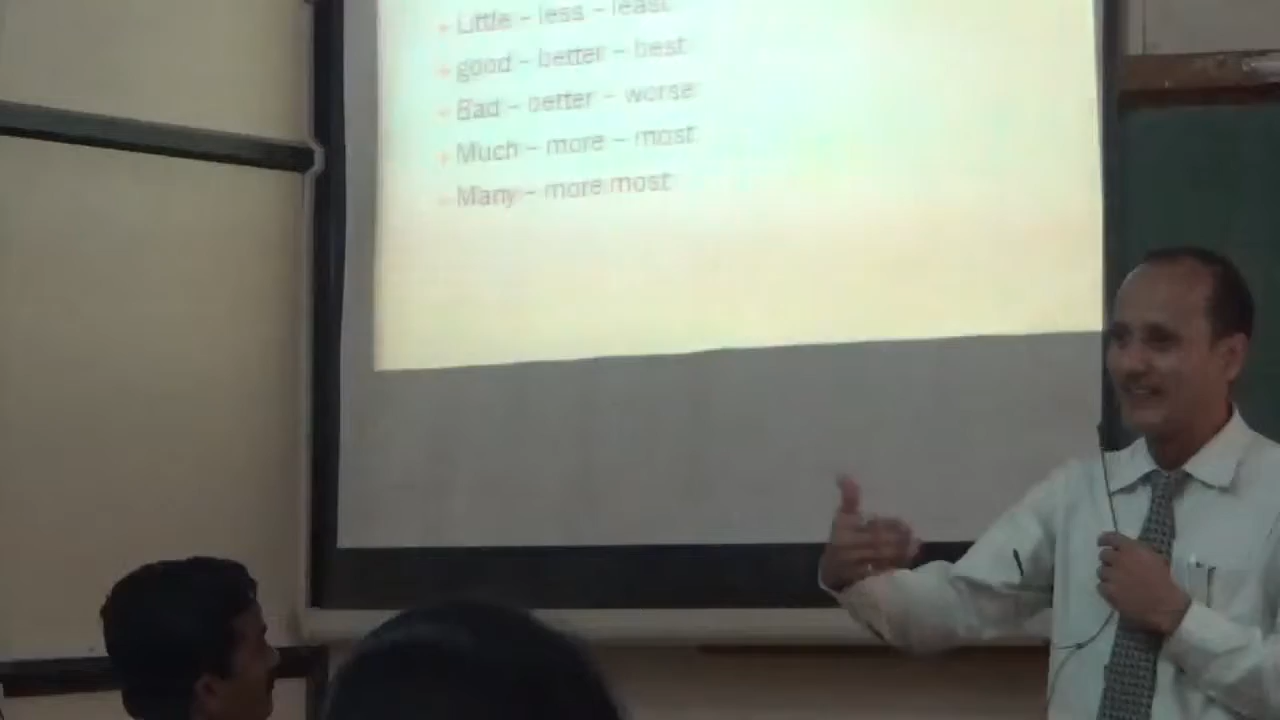 Little – less – least
good – better – best
Bad – better – worse
Much – more – most
Many – more most